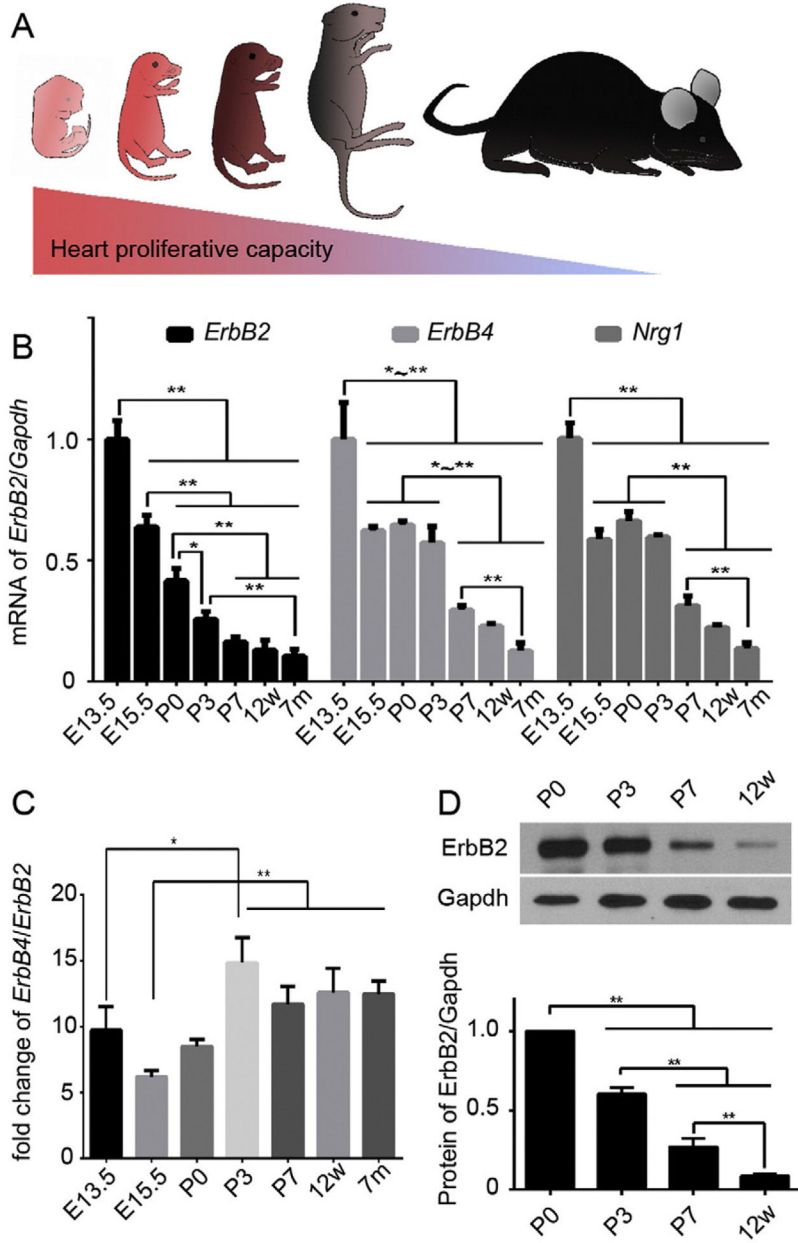 A
Heart proliferative capacity
B
ErbB2 ErbB4 Nrg1
mRNA of ErbB2/Gapdh
1.0
0.5
0
** ** ** * **
*~** *~** **
** ** **
E13.5 E15.5 P0 P3 P7 12w 7m
E13.5 E15.5 P0 P3 P7 12w 7m
E13.5 E15.5 P0 P3 P7 12w 7m
C
fold change of ErbB4/ErbB2
20
15
10
5
0
*
**
E13.5 E15.5 P0 P3 P7 12w 7m
D
P0 P3 P7 12w
ErbB2
Gapdh
Protein of ErbB2/Gapdh
1.0
0.5
0
**
**
**
P0 P3 P7 12w